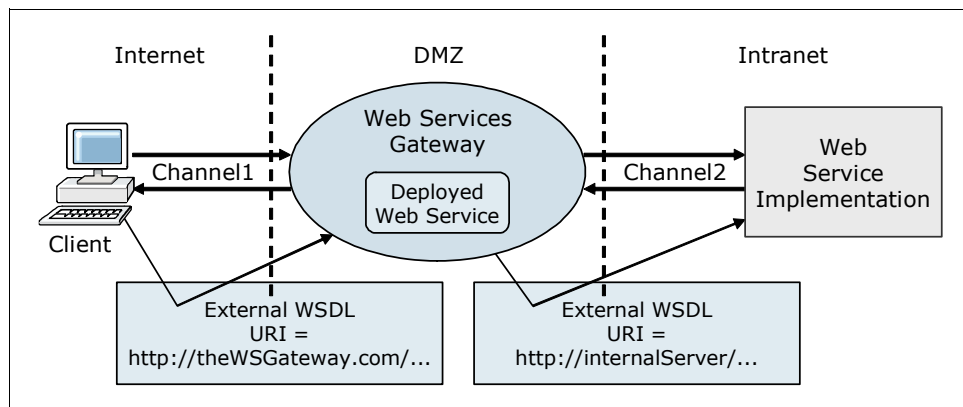 Internet
DMZ
Intranet
Web Services
Gateway
Channel1
Deployed
Web Service
Channel2
Web
Service
Implementation
Client
External WSDL
URI =
http://theWSGateway.com/...
External WSDL
URI =
http://internalServer/...